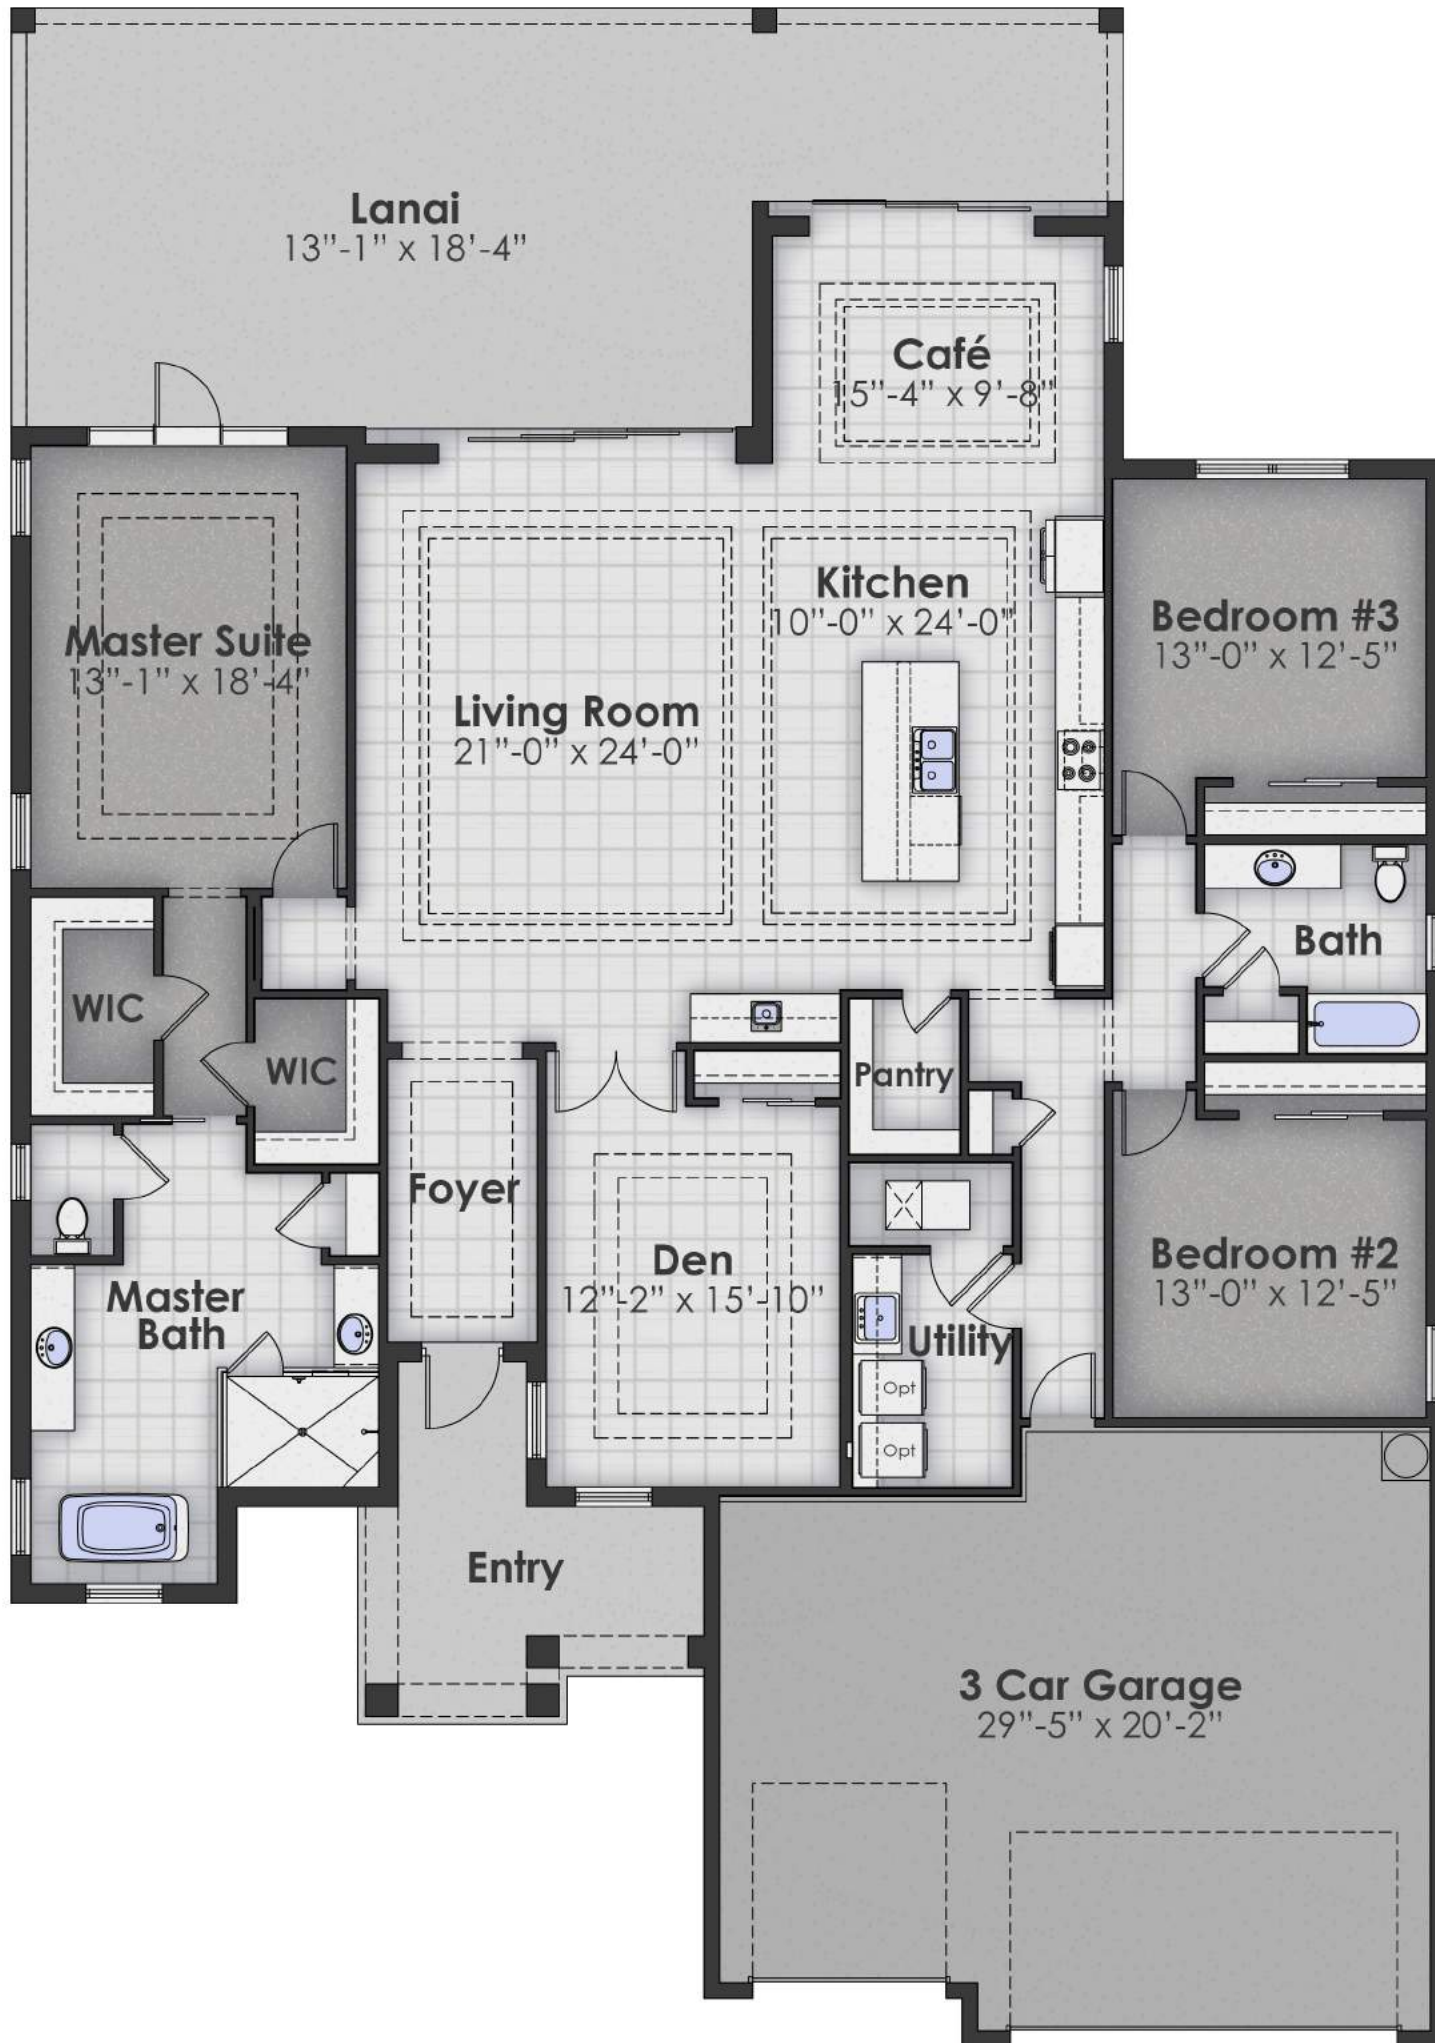 Lanai
13”-1” x 18’-4”
Café
15”-4” x 9’-8”
Kitchen
10”-0” x 24’-0”
Bedroom #3
13”-0” x 12’-5”
Master Suite
13”-1” x 18’-4”
Living Room
21”-0” x 24’-0”
Bath
WIC
WIC
Pantry
Foyer
Den
12”-2” x 15’-10”
Bedroom #2
13”-0” x 12’-5”
Master
Bath
Utility
Opt
Opt
Entry
3 Car Garage
29”-5” x 20’-2”